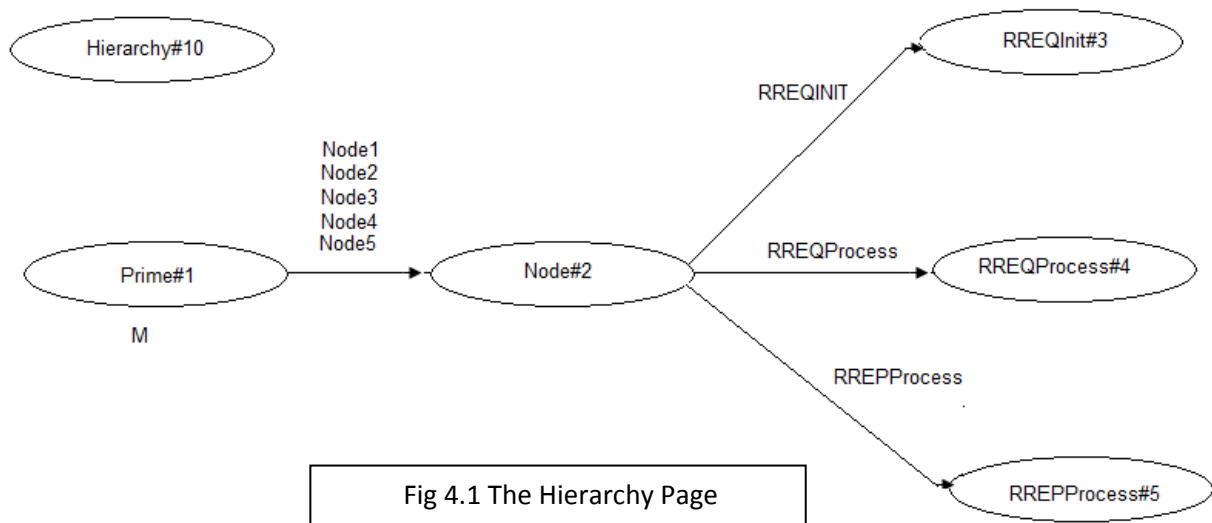 Hierarchy#10
RREQInit#3
RREQINIT
Node1
Node2
Node3
Node4
Node5
Prime#1
Node#2
RREQProcess
RREQProcess#4
M
RREPProcess
RREPProcess#5
Fig 4.1 The Hierarchy Page